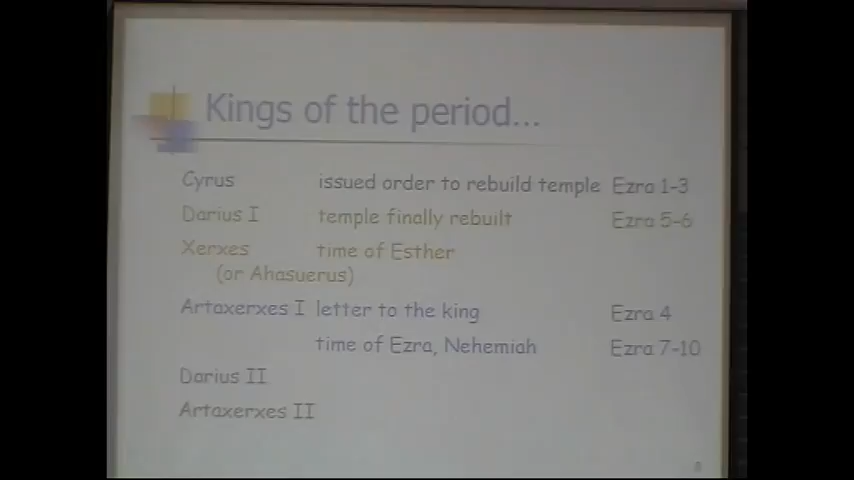 Kings of the period...
Cyrus issued order to rebuild temple Ezra 1-3
Darius I temple finally rebuilt Ezra 5-6
Xerxes time of Esther
(or Ahasuerus)
Artaxerxes I letter to the king Ezra 4
time of Ezra, Nehemiah Ezra 7-10
Darius II
Artaxerxes II